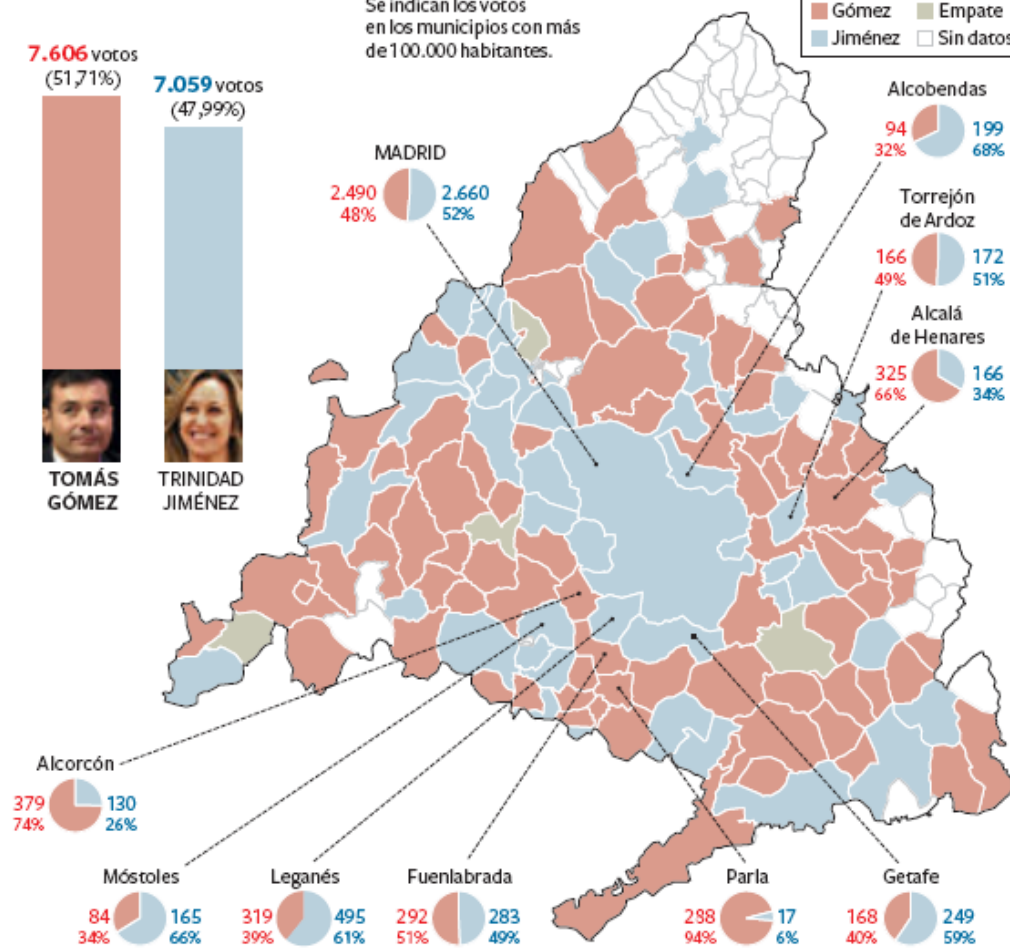 Se indican los votos
en los municipios con más
de 100.000 habitantes.
Gómez
Empate
Jiménez
Sin datos
7.606 votos
(51,71%)
7.059 votos
(47,99%)
TOMÁS
GÓMEZ
TRINIDAD
JIMÉNEZ
MADRID
2.490
48%
2.660
52%
Alcobendas
94
32%
199
68%
Torrejón
de Ardoz
166
49%
172
51%
Alcalá
de Henares
325
66%
166
34%
Alcorcón
379
74%
130
26%
Móstoles
84
34%
165
66%
Leganés
319
39%
495
61%
Fuenlabrada
292
51%
283
49%
Parla
288
94%
17
6%
Getafe
168
40%
249
59%